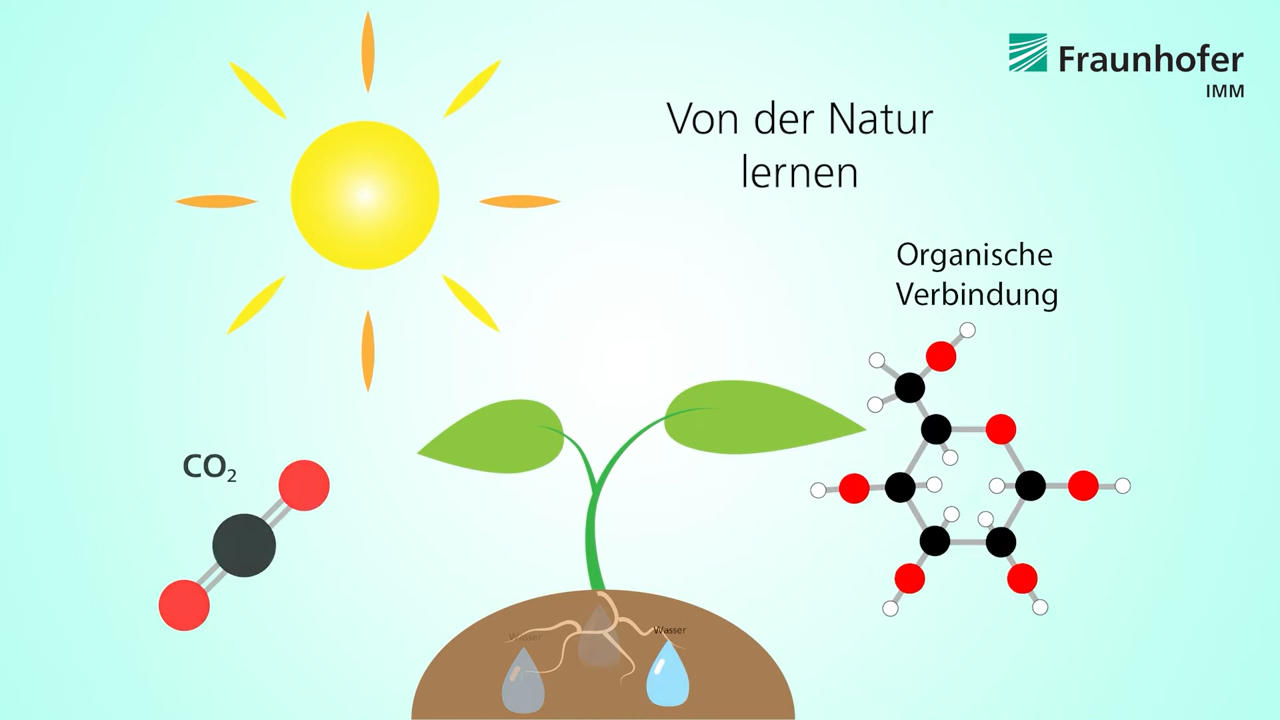 Fraunhofer
IMM
Von der Natur
lernen
Organische
Verbindung
CO₂
Wasser
Wasser